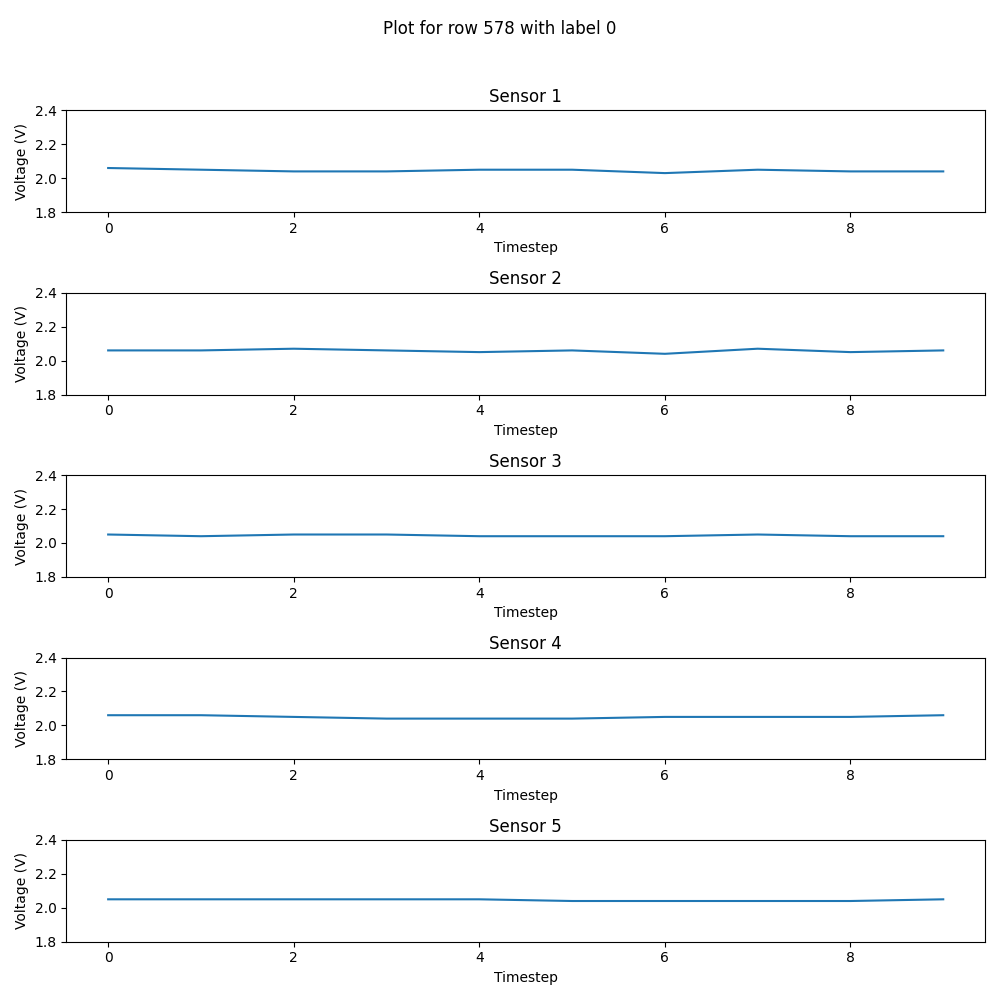 Plot for row 578 with label 0
Sensor 1
Voltage (V)
2.4
2.2
2.0
1.8
0 2 4 6 8
Timestep
Sensor 2
Voltage (V)
2.4
2.2
2.0
1.8
0 2 4 6 8
Timestep
Sensor 3
Voltage (V)
2.4
2.2
2.0
1.8
0 2 4 6 8
Timestep
Sensor 4
Voltage (V)
2.4
2.2
2.0
1.8
0 2 4 6 8
Timestep
Sensor 5
Voltage (V)
2.4
2.2
2.0
1.8
0 2 4 6 8
Timestep